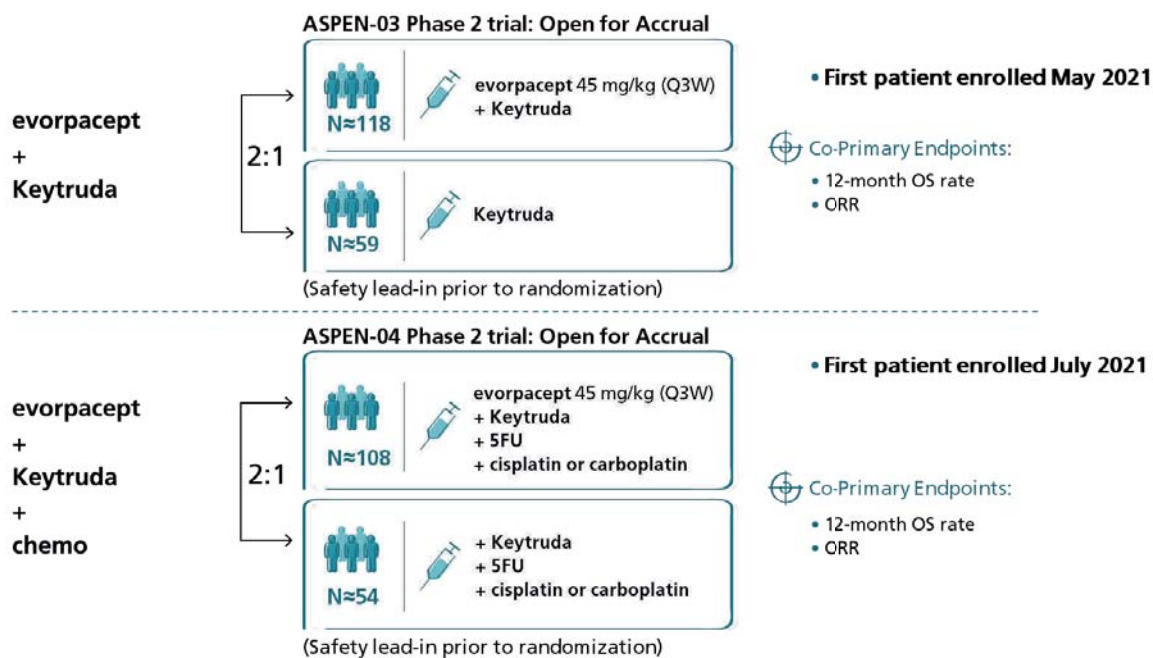 ASPEN-03 Phase 2 trial: Open for Accrual
evorpacept
+
Keytruda
2:1
N≈118
evorpacept 45 mg/kg (Q3W)
+ Keytruda
N≈59
Keytruda
(Safety lead-in prior to randomization)
• First patient enrolled May 2021
Co-Primary Endpoints:
• 12-month OS rate
• ORR
ASPEN-04 Phase 2 trial: Open for Accrual
evorpacept
+
Keytruda
+
chemo
2:1
N≈108
evorpacept 45 mg/kg (Q3W)
+ Keytruda
+ 5FU
+ cisplatin or carboplatin
N≈54
+ Keytruda
+ 5FU
+ cisplatin or carboplatin
(Safety lead-in prior to randomization)
• First patient enrolled July 2021
Co-Primary Endpoints:
• 12-month OS rate
• ORR